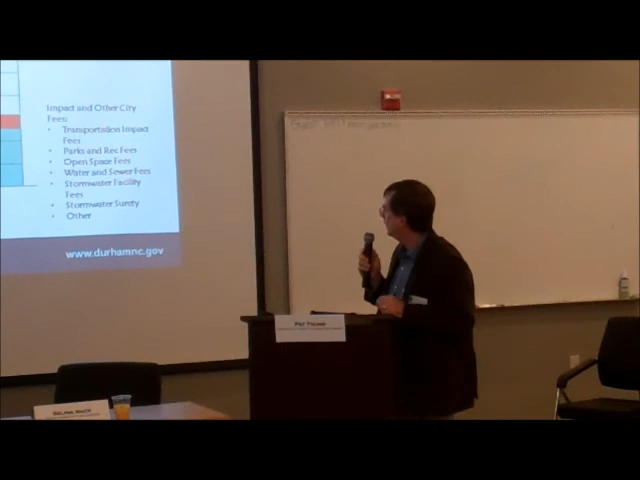 Impact and Other City
Fees:
• Transportation Impact
Fees
• Parks and Rec Fees
• Open Space Fees
• Water and Sewer Fees
• Stormwater Facility
Fees
• Stormwater Surety
• Other
www.durhamnc.gov